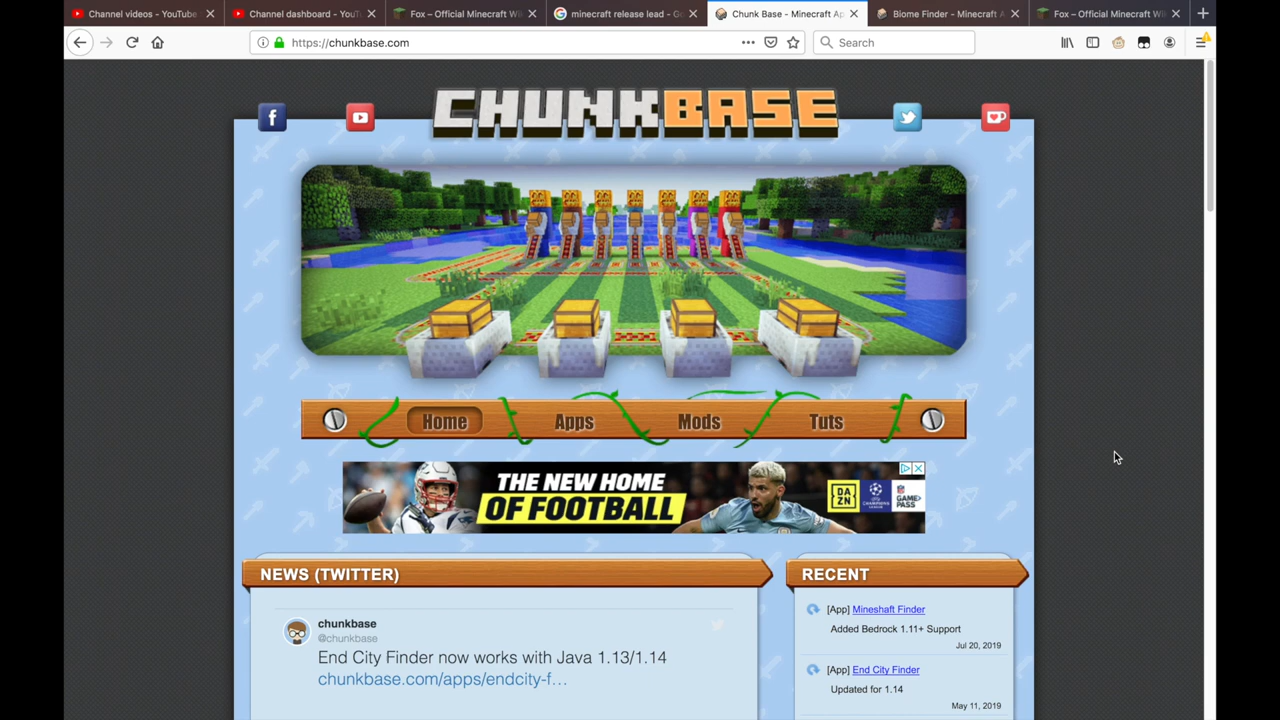 Channel videos - YouTube
Channel dashboard - YouT
Fox – Official Minecraft Wi
minecraft release lead - G
Chunk Base - Minecraft Ap
Biome Finder - Minecraft A
Fox – Official Minecraft Wi
https://chunkbase.com
Search
CHUNKBASE
Home
Apps
Mods
Tuts
THE NEW HOME
OF FOOTBALL
DAZN
CHAMPIONS
LEAGUE
NFL
GAME
PASS
NEWS (TWITTER)
chunkbase
@chunkbase
End City Finder now works with Java 1.13/1.14
chunkbase.com/apps/endcity-f…
RECENT
[App] Mineshaft Finder
Added Bedrock 1.11+ Support
Jul 20, 2019
[App] End City Finder
Updated for 1.14
May 11, 2019